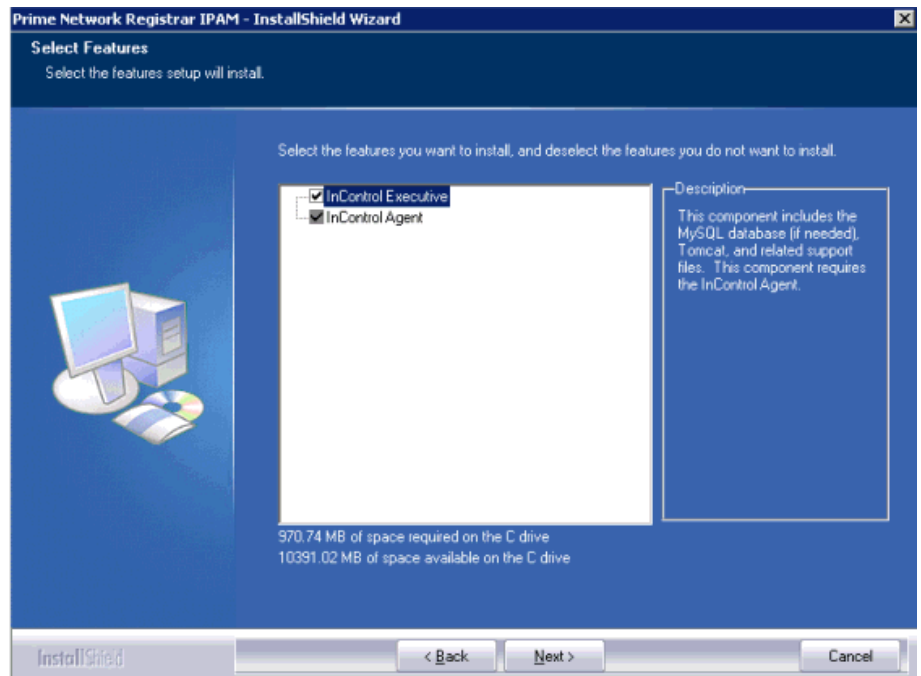 Prime Network Registrar IPAM - InstallShield Wizard
Select Features
Select the features setup will install.
Select the features you want to install, and deselect the features you do not want to install.
InControl Executive
InControl Agent
Description
This component includes the
MySQL database (if needed),
Tomcat, and related support
files. This component requires
the InControl Agent.
970.74 MB of space required on the C drive
10391.02 MB of space available on the C drive
InstallShield
< Back
Next >
Cancel